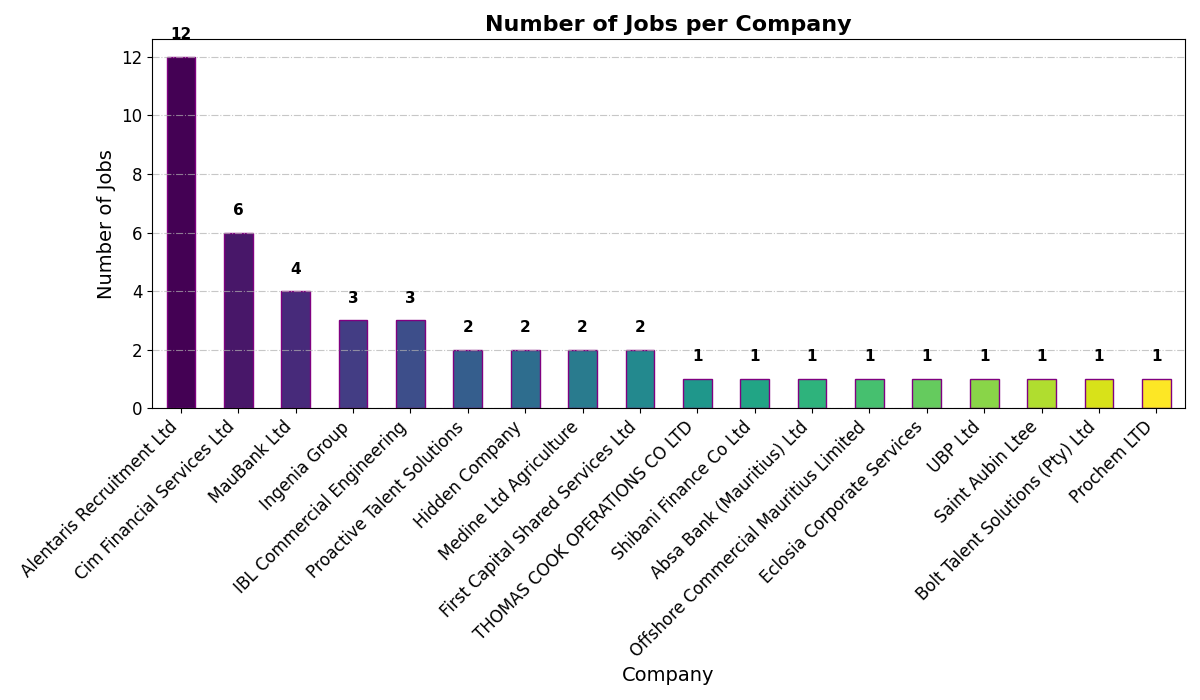 Number of Jobs per Company
Number of Jobs
12
10
8
6
4
2
0
12
6
4
3
3
2
2
2
2
1
1
1
1
1
1
1
1
1
Alentaris Recruitment Ltd
Cim Financial Services Ltd
MauBank Ltd
Ingenia Group
IBL Commercial Engineering
Proactive Talent Solutions
Hidden Company
Medine Ltd Agriculture
First Capital Shared Services Ltd
THOMAS COOK OPERATIONS CO LTD
Shibani Finance Co Ltd
Absa Bank (Mauritius) Ltd
Offshore Commercial Mauritius Limited
Eclosia Corporate Services
UBP Ltd
Saint Aubin Ltee
Bolt Talent Solutions (Pty) Ltd
Prochem LTD
Company